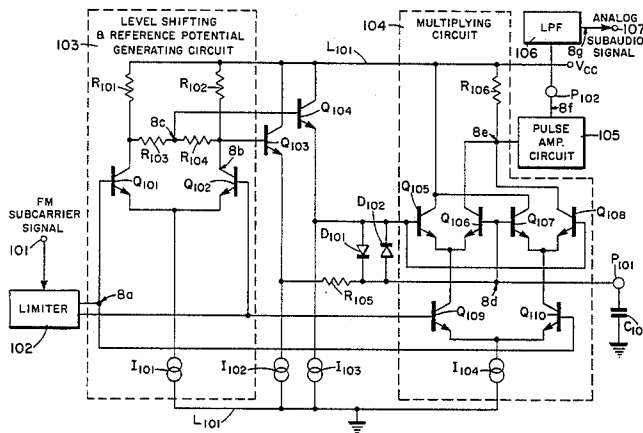 103
LEVEL SHIFTING
& REFERENCE POTENTIAL
GENERATING CIRCUIT
104
MULTIPLYING
CIRCUIT
LPF
106
8g
ANALOG
107
SUBAUDIO
SIGNAL
L101
VCC
R101
R102
R106
P102
8f
Q104
8c
8e
PULSE
AMP.
CIRCUIT
105
R103
R104
8b
Q103
Q101
Q102
Q105
Q106
Q107
Q108
D101
D102
FM
SUBCARRIER
SIGNAL
101
P101
8a
R105
8d
LIMITER
102
Q109
Q110
C10
I101
I102
I103
I104
L101